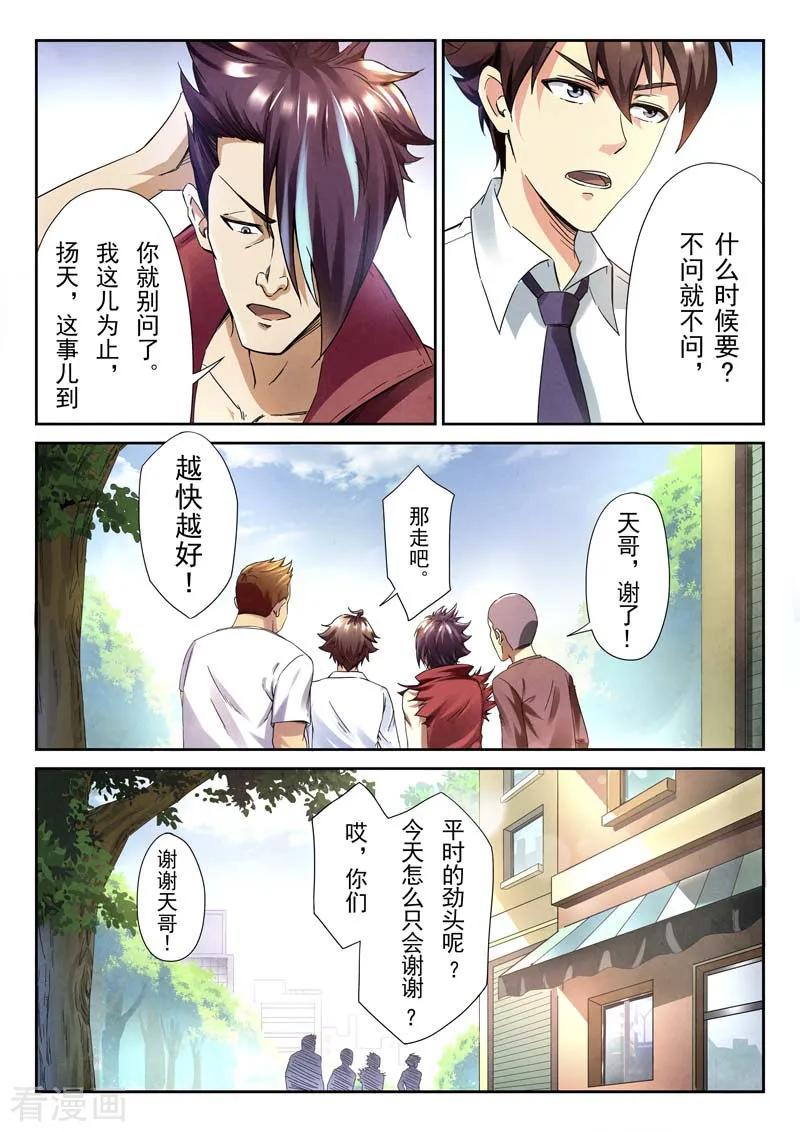 扬天，这事儿到
我这儿为止，
你就别问了。
不问就不问，
什么时候要？
越快越好！
那走吧。
天哥，谢了！
谢谢天哥！
哎，你们
今天怎么只会谢谢？
平时的劲头呢？
看漫画